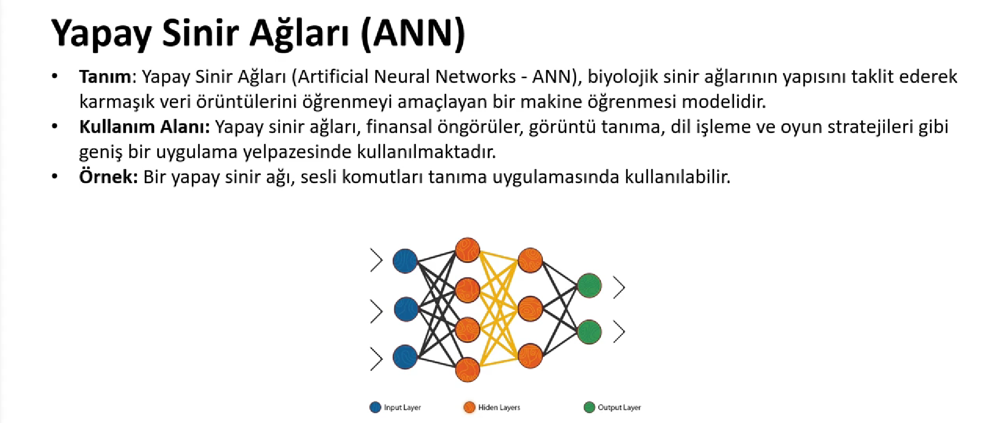 Yapay Sinir Ağları (ANN)
• Tanım: Yapay Sinir Ağları (Artificial Neural Networks - ANN), biyolojik sinir ağlarının yapısını taklit ederek
karmaşık veri örüntülerini öğrenmeyi amaçlayan bir makine öğrenmesi modelidir.
• Kullanım Alanı: Yapay sinir ağları, finansal öngörüler, görüntü tanıma, dil işleme ve oyun stratejileri gibi
geniş bir uygulama yelpazesinde kullanılmaktadır.
• Örnek: Bir yapay sinir ağı, sesli komutları tanıma uygulamasında kullanılabilir.
Input Layer
Hiden Layers
Output Layer